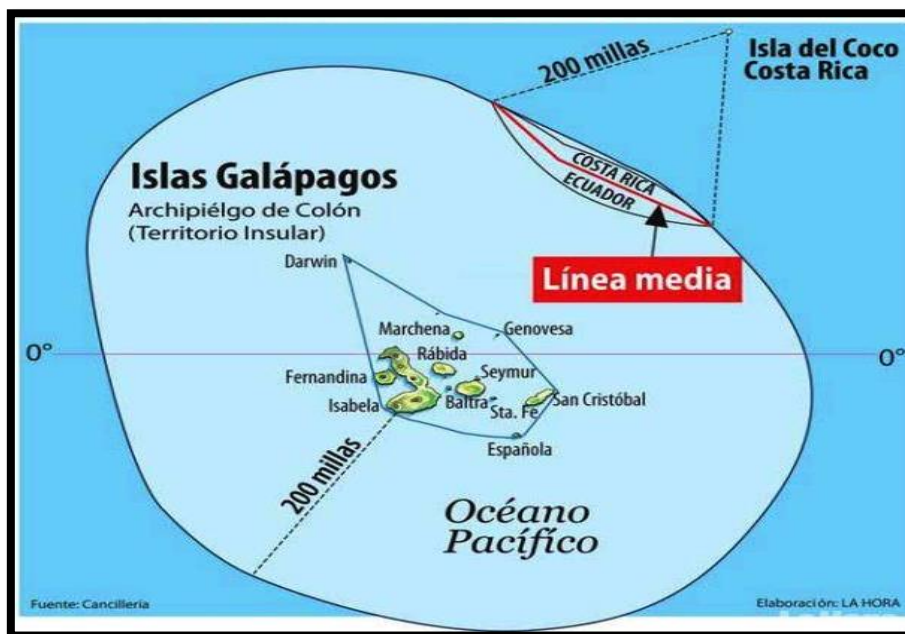 200 millas
Isla del Coco
Costa Rica
Islas Galápagos
Archipiélgo de Colón
(Territorio Insular)
COSTA RICA
ECUADOR
Línea media
Darwin
Marchena
Genovesa
0°
0°
Rábida
Fernandina
Seymur
Isabela
Baltra
Sta. Fe
San Cristóbal
Española
200 millas
Océano
Pacífico
Fuente: Cancillería
Elaboración: LA HORA